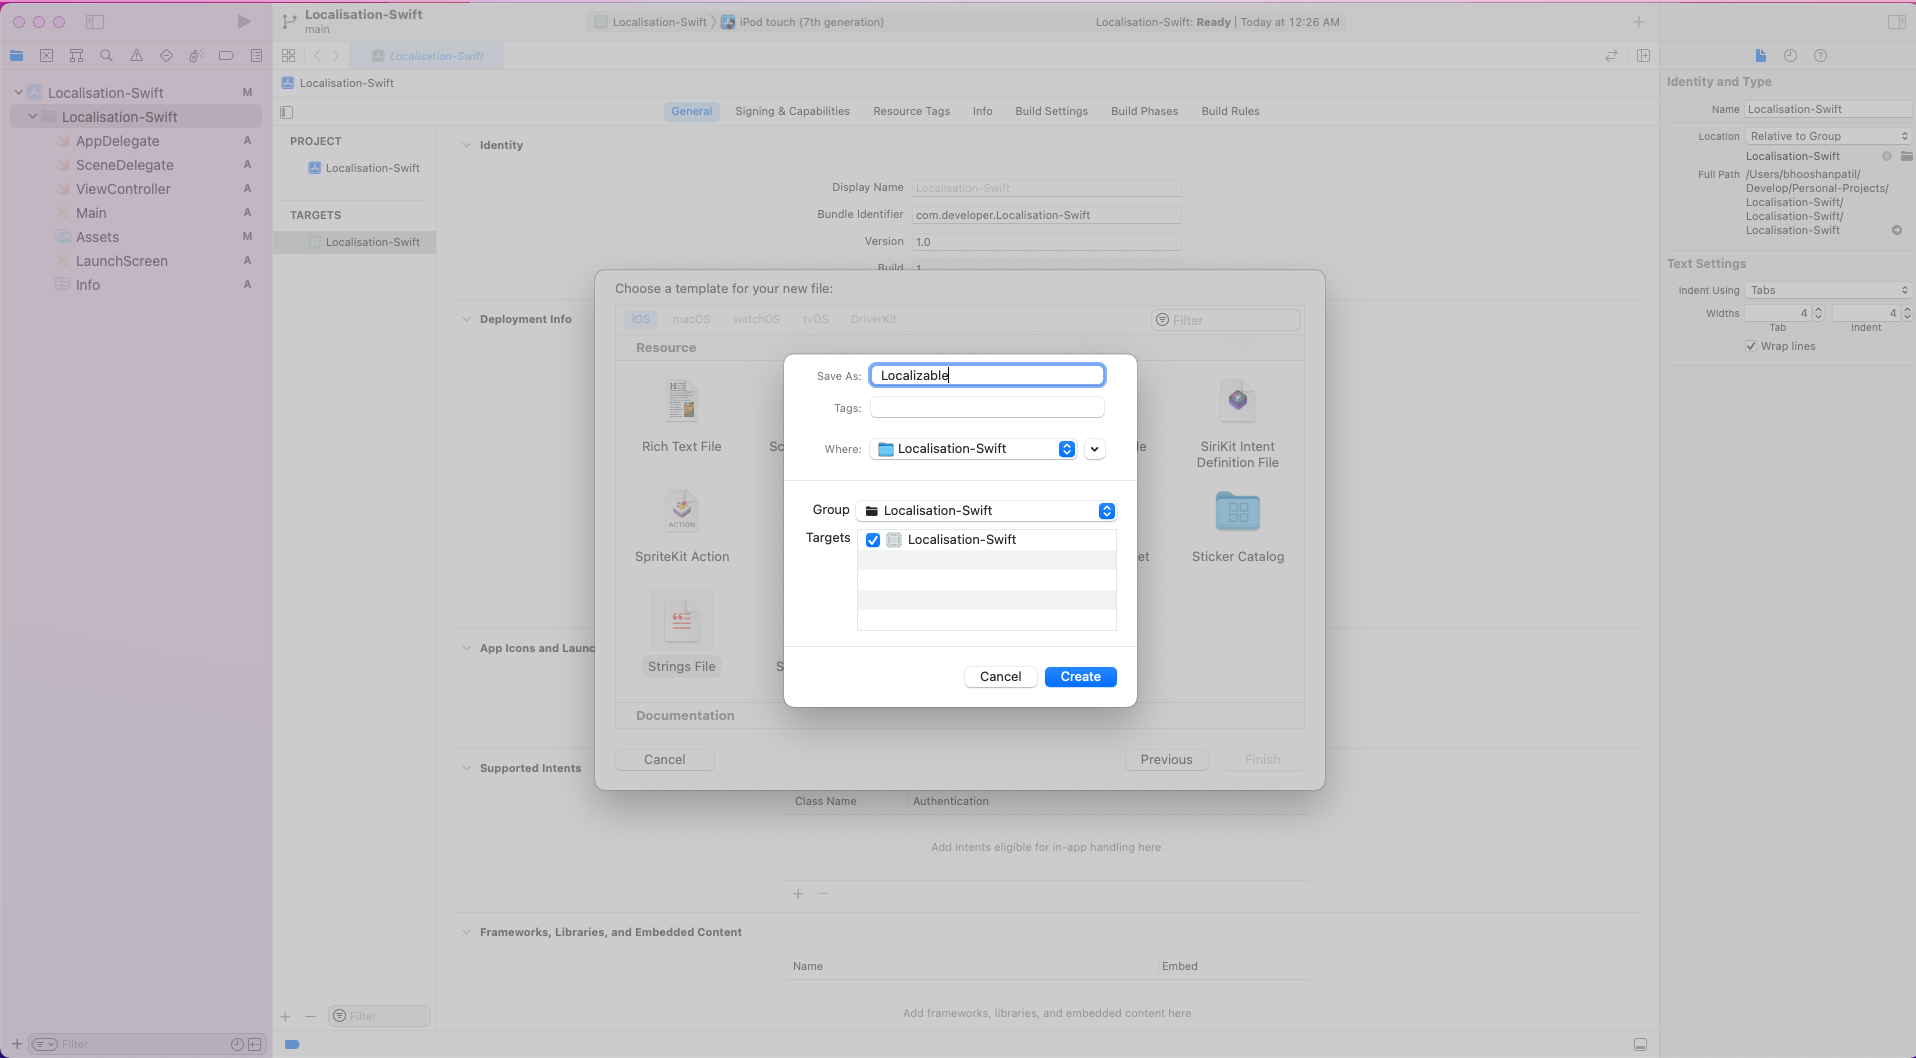 Localisation-Swift
main
Localisation-Swift
iPod touch (7th generation)
Localisation-Swift: Ready | Today at 12:26 AM
Localisation-Swift
Localisation-Swift
Localisation-Swift M
Localisation-Swift
AppDelegate A
SceneDelegate A
ViewController A
Main A
Assets M
LaunchScreen A
Info A
Filter
General
Signing & Capabilities
Resource Tags
Info
Build Settings
Build Phases
Build Rules
PROJECT
Localisation-Swift
TARGETS
Localisation-Swift
Filter
Identity
Display Name Localisation-Swift
Bundle Identifier com.developer.Localisation-Swift
Version 1.0
Build 1
Deployment Info
App Icons and Launc
Supported Intents
Class Name Authentication
Add intents eligible for in-app handling here
Frameworks, Libraries, and Embedded Content
Name Embed
Add frameworks, libraries, and embedded content here
Choose a template for your new file:
iOS macOS watchOS tvOS DriverKit
Filter
Resource
Rich Text File
Sc
le
SiriKit Intent
Definition File
ACTION
SpriteKit Action
et
Sticker Catalog
Strings File
S
Documentation
Cancel
Previous
Finish
Save As: Localizable
Tags:
Where: Localisation-Swift
Group Localisation-Swift
Targets Localisation-Swift
Cancel
Create
Identity and Type
Name Localisation-Swift
Location Relative to Group
Localisation-Swift
Full Path /Users/bhooshanpatil/
Develop/Personal-Projects/
Localisation-Swift/
Localisation-Swift/
Localisation-Swift
Text Settings
Indent Using Tabs
Widths 4 4
Tab Indent
Wrap lines